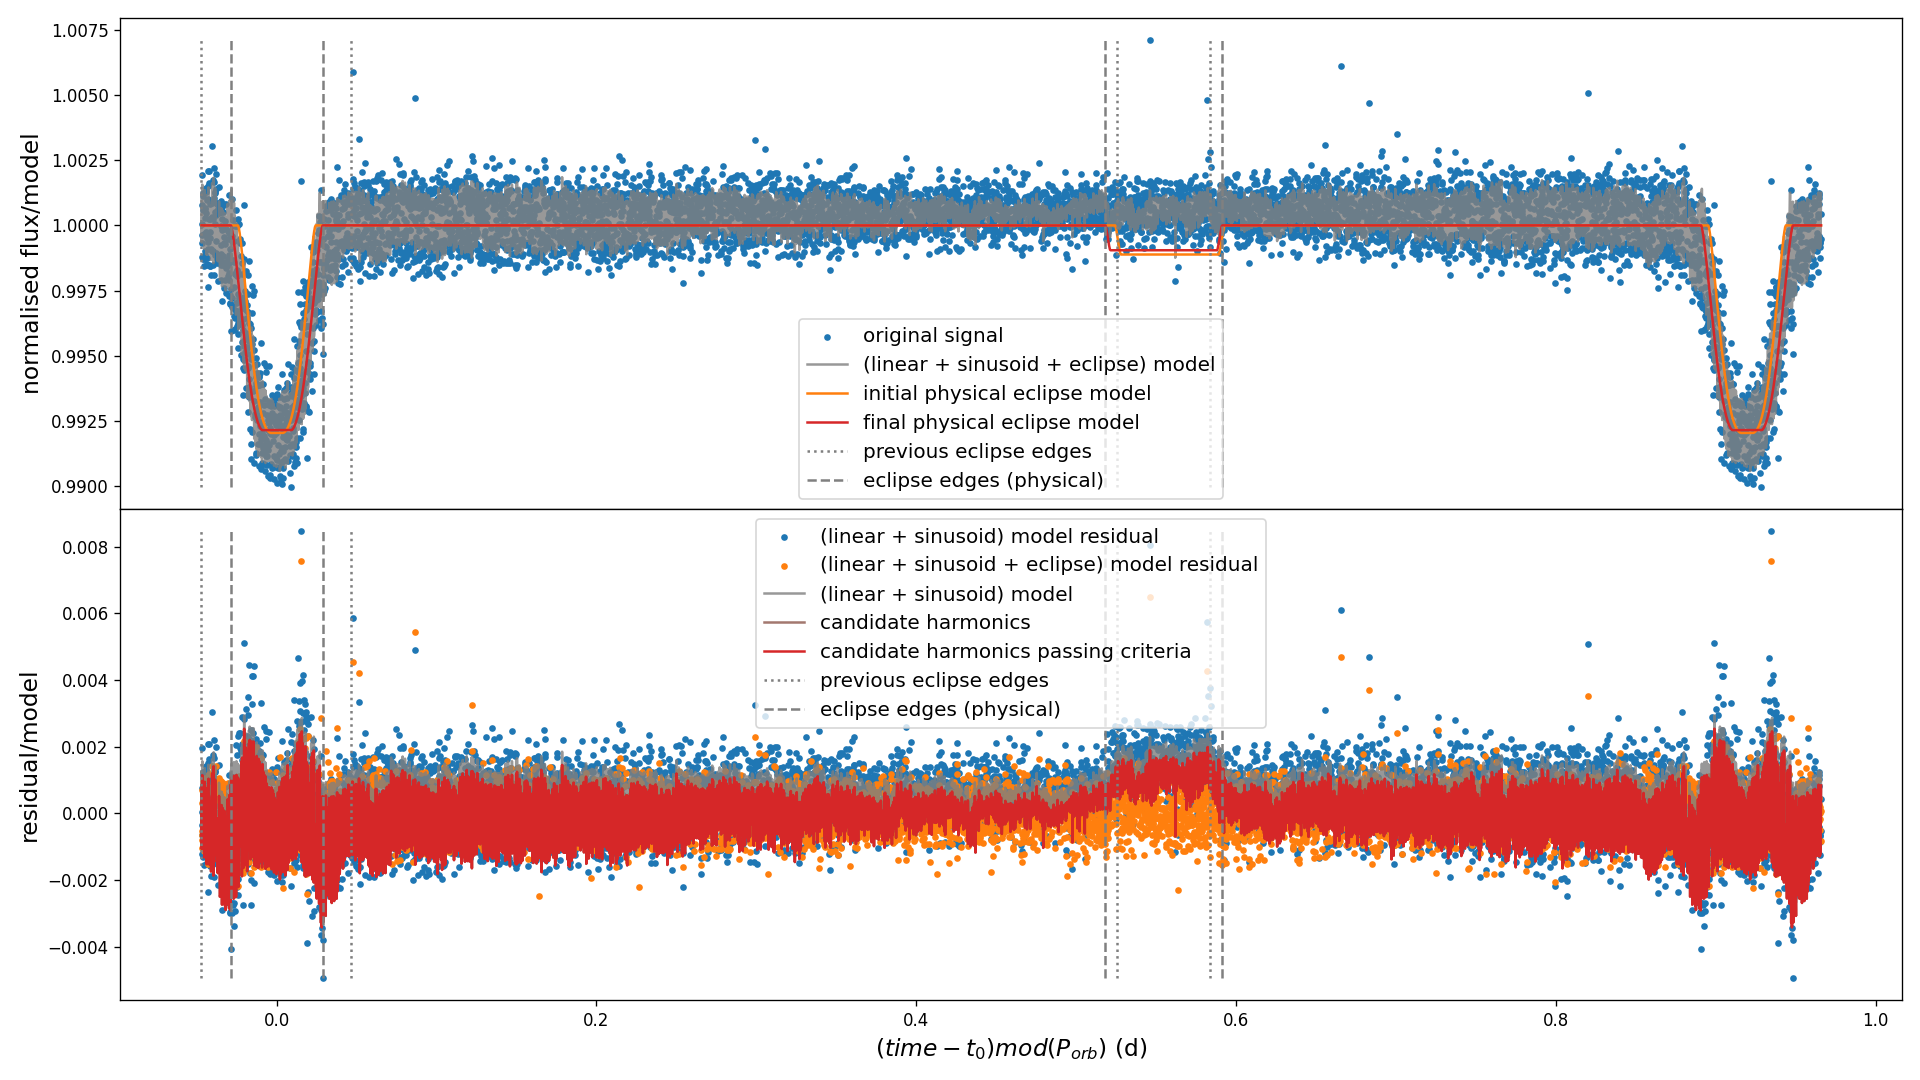 1.0075
1.0050
1.0025
1.0000
0.9975
0.9950
0.9925
0.9900
normalised flux/model
original signal
(linear + sinusoid + eclipse) model
initial physical eclipse model
final physical eclipse model
previous eclipse edges
eclipse edges (physical)
0.008
0.006
0.004
0.002
0.000
−0.002
−0.004
residual/model
(linear + sinusoid) model residual
(linear + sinusoid + eclipse) model residual
(linear + sinusoid) model
candidate harmonics
candidate harmonics passing criteria
previous eclipse edges
eclipse edges (physical)
0.0 0.2 0.4 0.6 0.8 1.0
(time − t₀)mod(P_orb) (d)